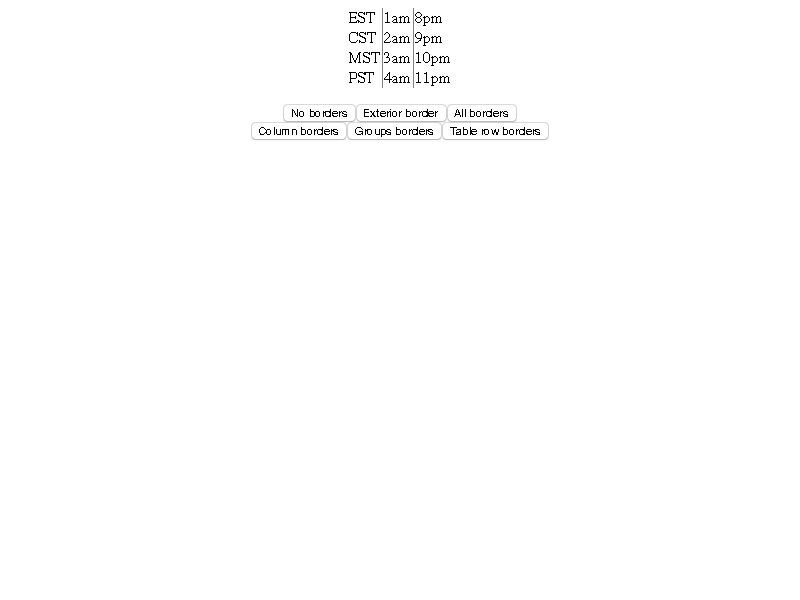 EST 1am 8pm
CST 2am 9pm
MST 3am 10pm
PST 4am 11pm
No borders Exterior border All borders
Column borders Groups borders Table row borders